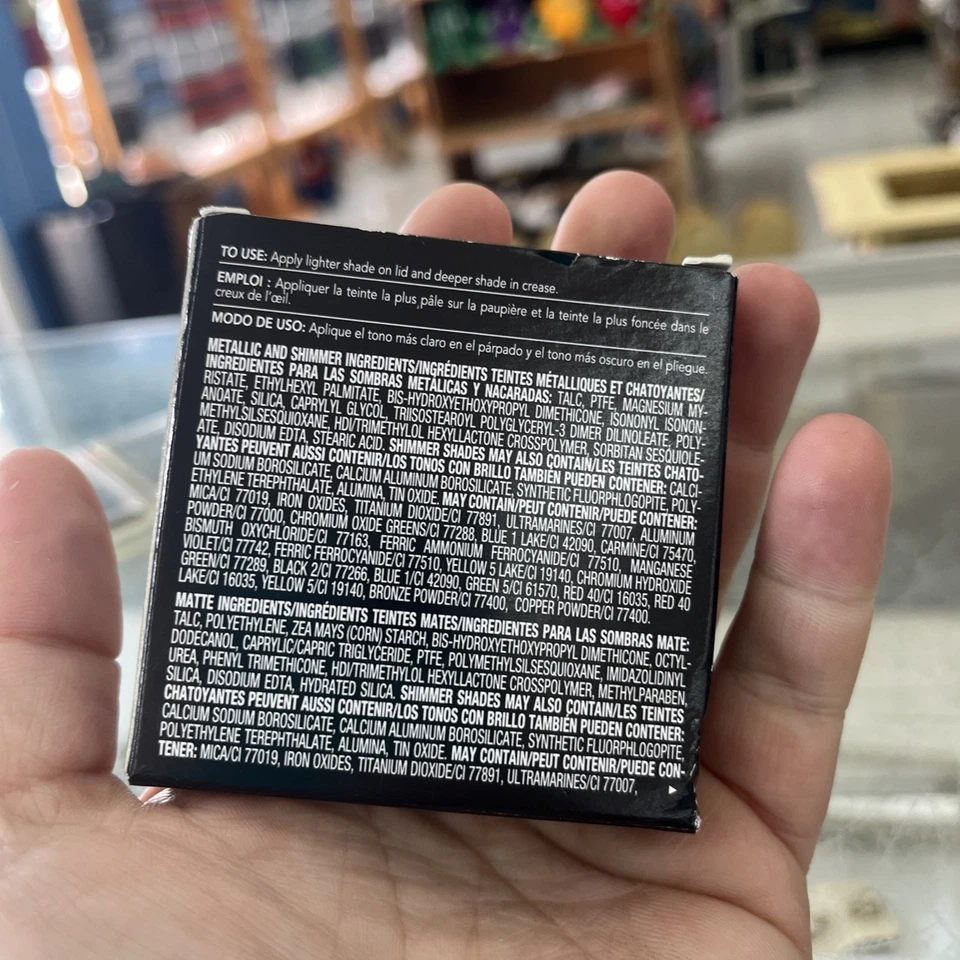 TO USE: Apply lighter shade on lid and deeper shade in crease.
EMPLOI : Appliquer la teinte la plus pâle sur la paupière et la teinte la plus foncée dans le
creux de l'œil.
MODO DE USO: Aplique el tono más claro en el párpado y el tono más oscuro en el pliegue.
METALLIC AND SHIMMER INGREDIENTS/INGRÉDIENTS TEINTES MÉTALLIQUES ET CHATOYANTES/
INGREDIENTES PARA LAS SOMBRAS METÁLICAS Y NACARADAS: TALC, PTFE, MAGNESIUM MY-
RISTATE, ETHYLHEXYL PALMITATE, BIS-HYDROXYETHOXYPROPYL DIMETHICONE, ISONONYL ISONON-
ANOATE, SILICA, CAPRYLYL GLYCOL, TRIISOSTEAROYL POLYGLYCERYL-3 DIMER DILINOLEATE, POLY-
METHYLSILSESQUIOXANE, HDI/TRIMETHYLOL HEXYLLACTONE CROSSPOLYMER, SORBITAN SESQUIOLE-
ATE, DISODIUM EDTA, STEARIC ACID. SHIMMER SHADES MAY ALSO CONTAIN/LES TEINTES CHATO-
YANTES PEUVENT AUSSI CONTENIR/LOS TONOS CON BRILLO TAMBIÉN PUEDEN CONTENER: CALCI-
UM SODIUM BOROSILICATE, CALCIUM ALUMINUM BOROSILICATE, SYNTHETIC FLUORPHLOGOPITE, POLY-
ETHYLENE TEREPHTHALATE, ALUMINA, TIN OXIDE. MAY CONTAIN/PEUT CONTENIR/PUEDE CONTENER:
MICA/CI 77019, IRON OXIDES, TITANIUM DIOXIDE/CI 77891, ULTRAMARINES/CI 77007, ALUMINUM
POWDER/CI 77000, CHROMIUM OXIDE GREENS/CI 77288, BLUE 1 LAKE/CI 42090, CARMINE/CI 75470,
BISMUTH OXYCHLORIDE/CI 77163, FERRIC AMMONIUM FERROCYANIDE/CI 77510, MANGANESE
VIOLET/CI 77742, FERRIC FERROCYANIDE/CI 77510, YELLOW 5 LAKE/CI 19140, CHROMIUM HYDROXIDE
GREEN/CI 77289, BLACK 2/CI 77266, BLUE 1/CI 42090, GREEN 5/CI 61570, RED 40/CI 16035, RED 40
LAKE/CI 16035, YELLOW 5/CI 19140, BRONZE POWDER/CI 77400, COPPER POWDER/CI 77400.
MATTE INGREDIENTS/INGRÉDIENTS TEINTES MATES/INGREDIENTES PARA LAS SOMBRAS MATE:
TALC, POLYETHYLENE, ZEA MAYS (CORN) STARCH, BIS-HYDROXYETHOXYPROPYL DIMETHICONE, OCTYL-
DODECANOL, CAPRYLIC/CAPRIC TRIGLYCERIDE, PTFE, POLYMETHYLSILSESQUIOXANE, IMIDAZOLIDINYL
UREA, PHENYL TRIMETHICONE, HDI/TRIMETHYLOL HEXYLLACTONE CROSSPOLYMER, METHYLPARABEN,
SILICA, DISODIUM EDTA, HYDRATED SILICA. SHIMMER SHADES MAY ALSO CONTAIN/LES TEINTES
CHATOYANTES PEUVENT AUSSI CONTENIR/LOS TONOS CON BRILLO TAMBIÉN PUEDEN CONTENER:
CALCIUM SODIUM BOROSILICATE, CALCIUM ALUMINUM BOROSILICATE, SYNTHETIC FLUORPHLOGOPITE,
POLYETHYLENE TEREPHTHALATE, ALUMINA, TIN OXIDE. MAY CONTAIN/PEUT CONTENIR/PUEDE CON-
TENER: MICA/CI 77019, IRON OXIDES, TITANIUM DIOXIDE/CI 77891, ULTRAMARINES/CI 77007,